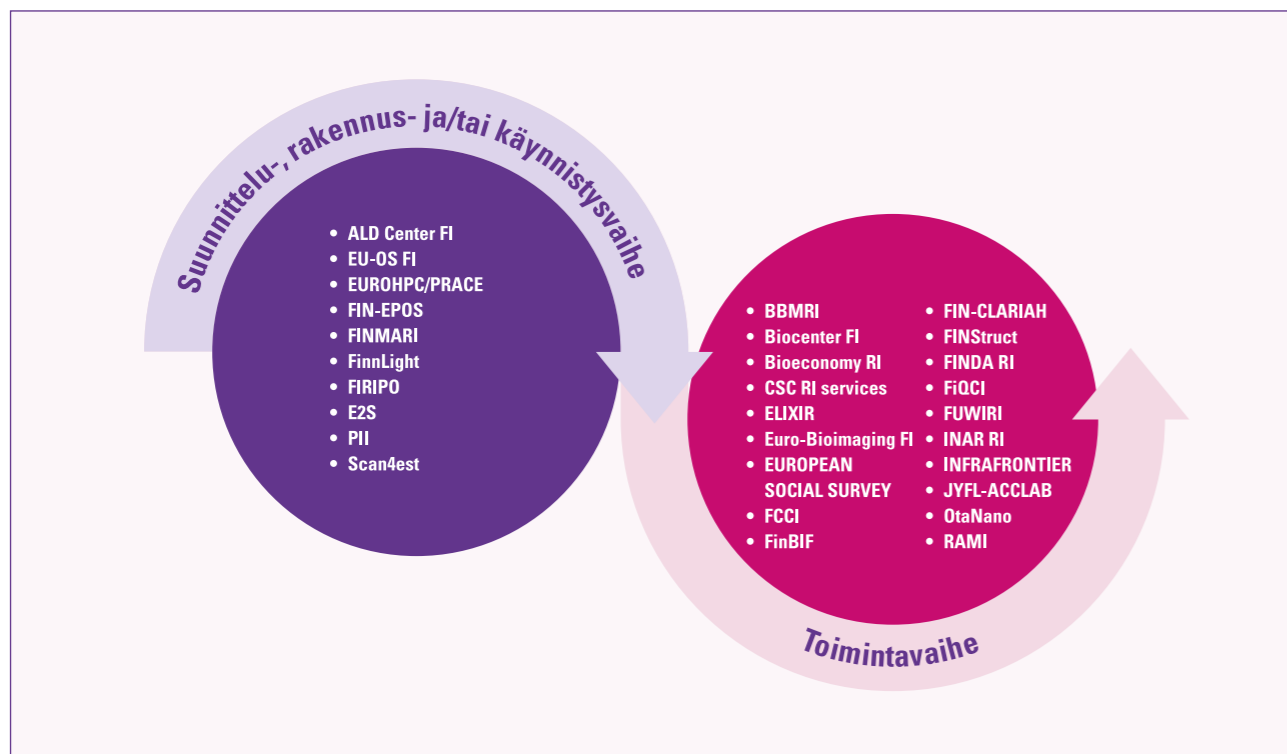 Suunnittelu-, rakennus- ja/tai käynnistysvaihe
• ALD Center FI
• EU-OS FI
• EUROHPC/PRACE
• FIN-EPOS
• FINMARI
• FinnLight
• FIRIPO
• E2S
• PII
• Scan4est
• BBMRI
• Biocenter FI
• Bioeconomy RI
• CSC RI services
• ELIXIR
• Euro-Bioimaging FI
• EUROPEAN
SOCIAL SURVEY
• FCCI
• FinBIF
• FIN-CLARIAH
• FINStruct
• FINDA RI
• FiQCI
• FUWIRI
• INAR RI
• INFRAFRONTIER
• JYFL-ACCLAB
• OtaNano
• RAMI
Toimintavaihe